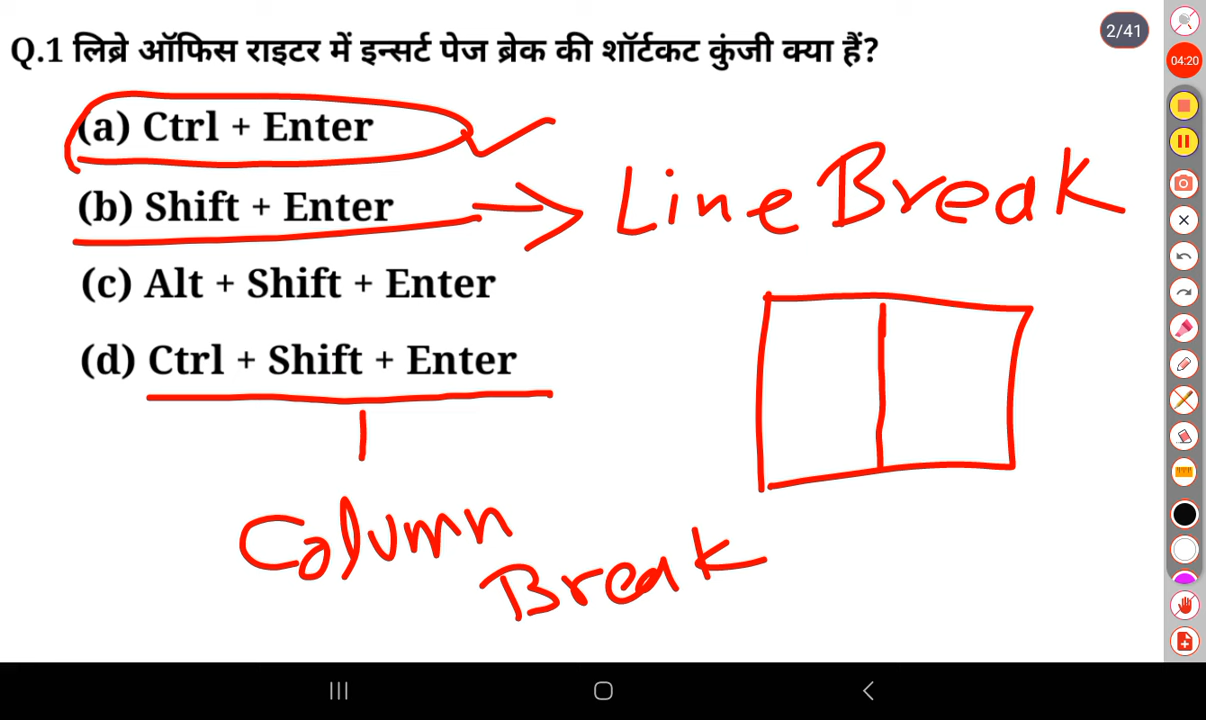 Q.1 लिब्रे ऑफिस राइटर में इन्सर्ट पेज ब्रेक की शॉर्टकट कुंजी क्या हैं?
2/41
04:20
(a) Ctrl + Enter
(b) Shift + Enter
Line Break
(c) Alt + Shift + Enter
(d) Ctrl + Shift + Enter
Column
Break